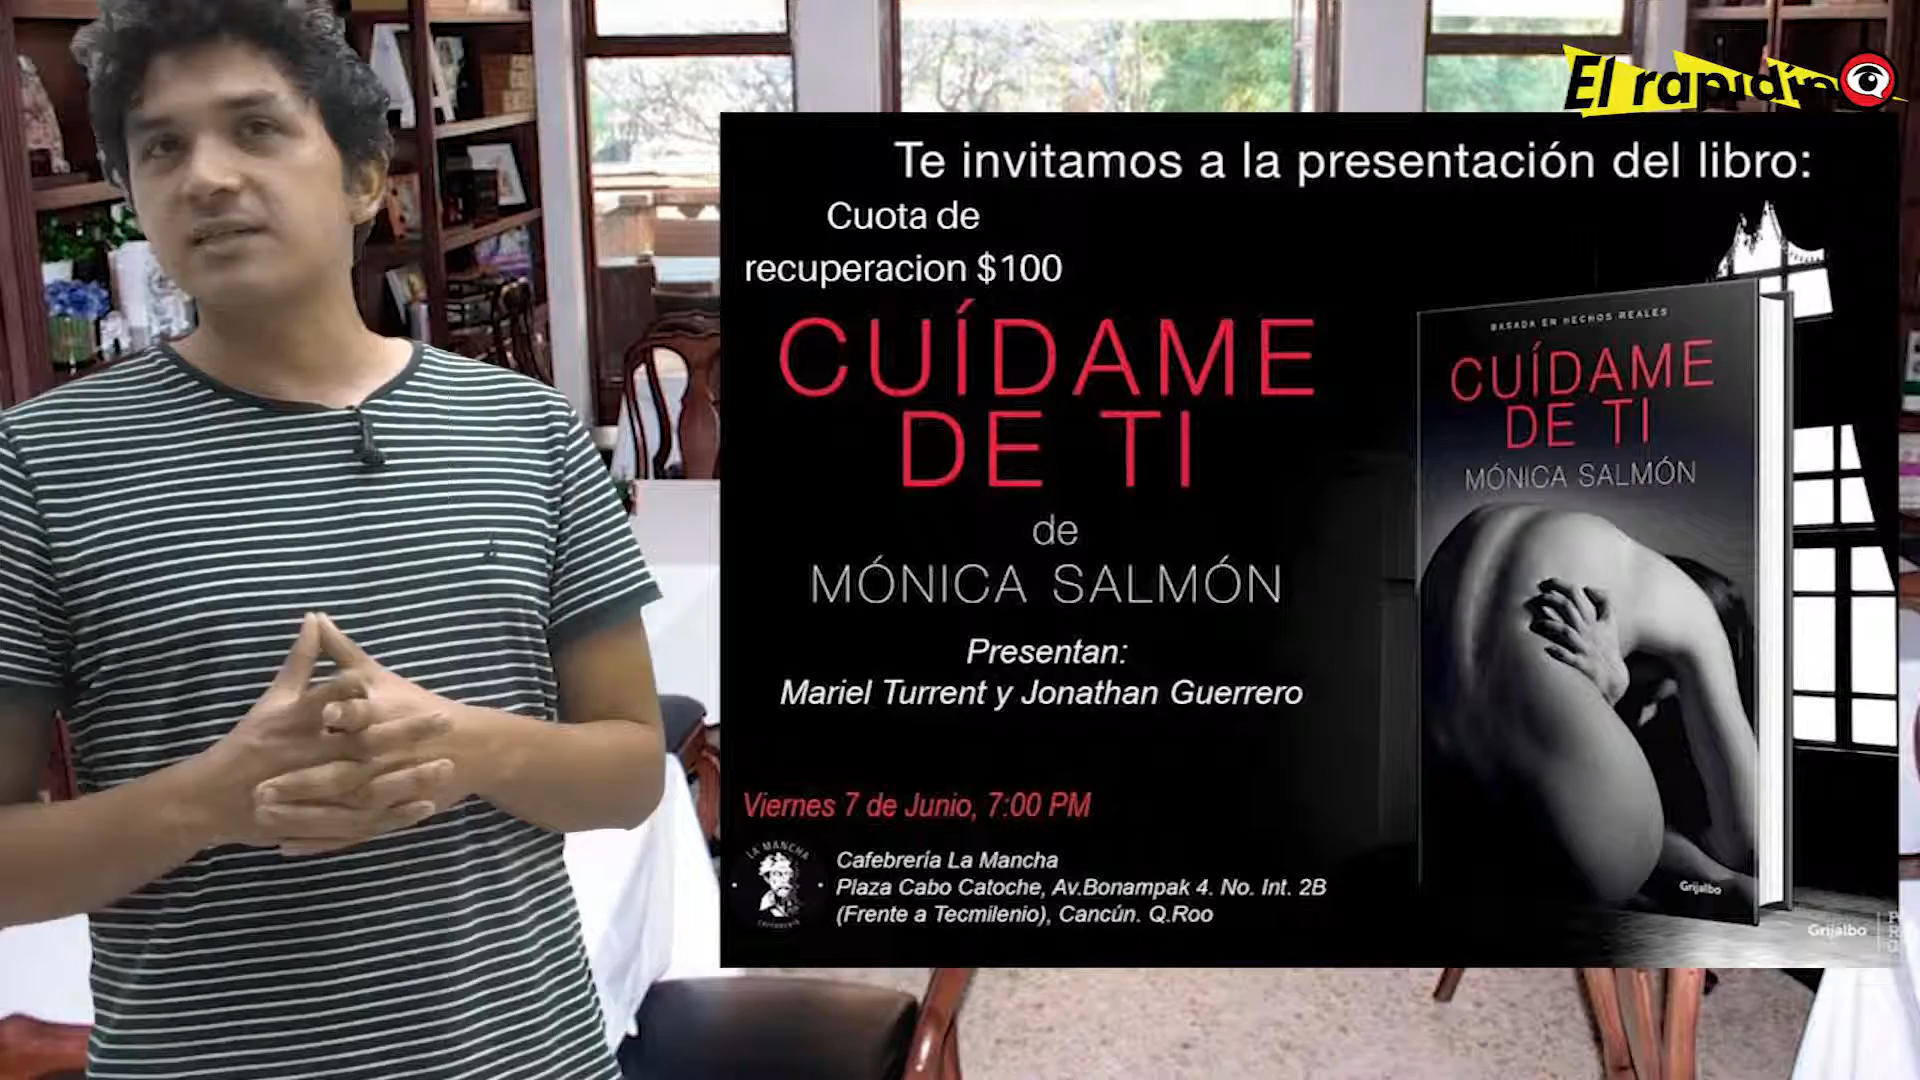 El rapidín
Te invitamos a la presentación del libro:
Cuota de
recuperacion $100
CUÍDAME
DE TI
de
MÓNICA SALMÓN
Presentan:
Mariel Turrent y Jonathan Guerrero
Viernes 7 de Junio, 7:00 PM
LA MANCHA
Cafebrería La Mancha
Plaza Cabo Catoche, Av.Bonampak 4. No. Int. 2B
(Frente a Tecmilenio), Cancún. Q.Roo
BASADA EN HECHOS REALES
CUÍDAME
DE TI
MÓNICA SALMÓN
Grijalbo
Grijalbo